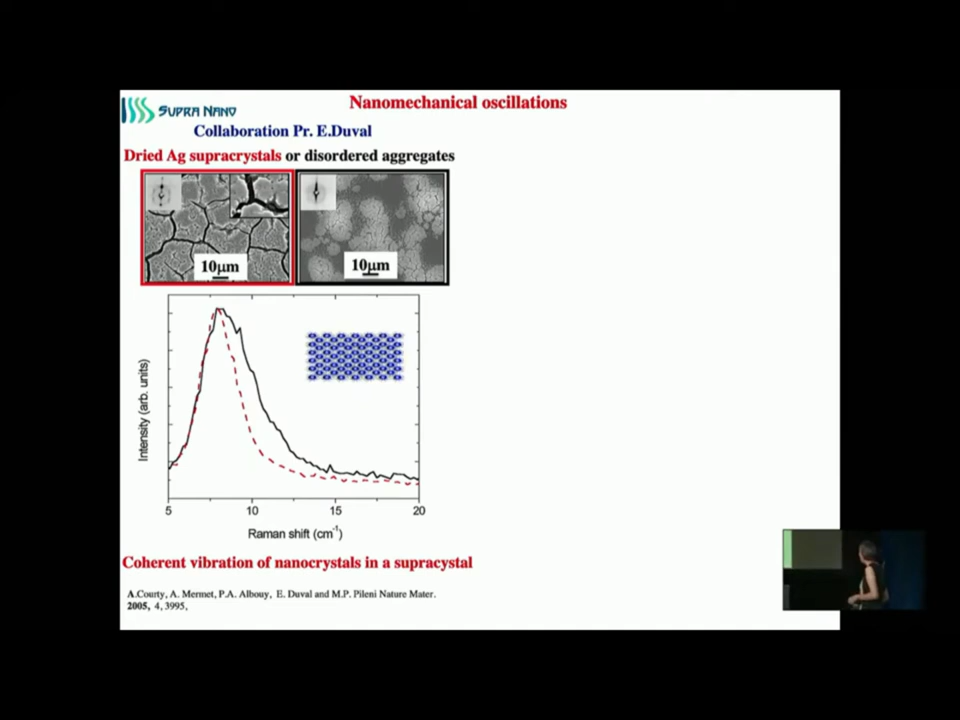 SUPRA NANO
Nanomechanical oscillations
Collaboration Pr. E.Duval
Dried Ag supracrystals or disordered aggregates
10μm
10μm
Intensity (arb. units)
5 10 15 20
Raman shift (cm⁻¹)
Coherent vibration of nanocrystals in a supracystal
A.Courty, A. Mermet, P.A. Albouy, E. Duval and M.P. Pileni Nature Mater.
2005, 4, 3995,